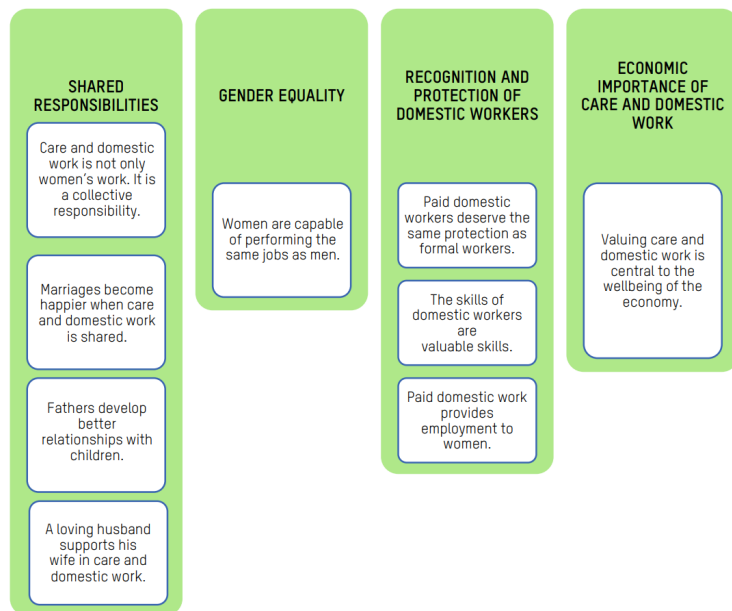 SHARED
RESPONSIBILITIES
Care and domestic
work is not only
women's work. It is
a collective
responsibility.
Marriages become
happier when care
and domestic work
is shared.
Fathers develop
better
relationships with
children.
A loving husband
supports his
wife in care and
domestic work.
GENDER EQUALITY
Women are capable
of performing the
same jobs as men.
RECOGNITION AND
PROTECTION OF
DOMESTIC WORKERS
Paid domestic
workers deserve the
same protection as
formal workers.
The skills of
domestic workers
are
valuable skills.
Paid domestic work
provides
employment to
women.
ECONOMIC
IMPORTANCE OF
CARE AND DOMESTIC
WORK
Valuing care and
domestic work is
central to the
wellbeing of the
economy.